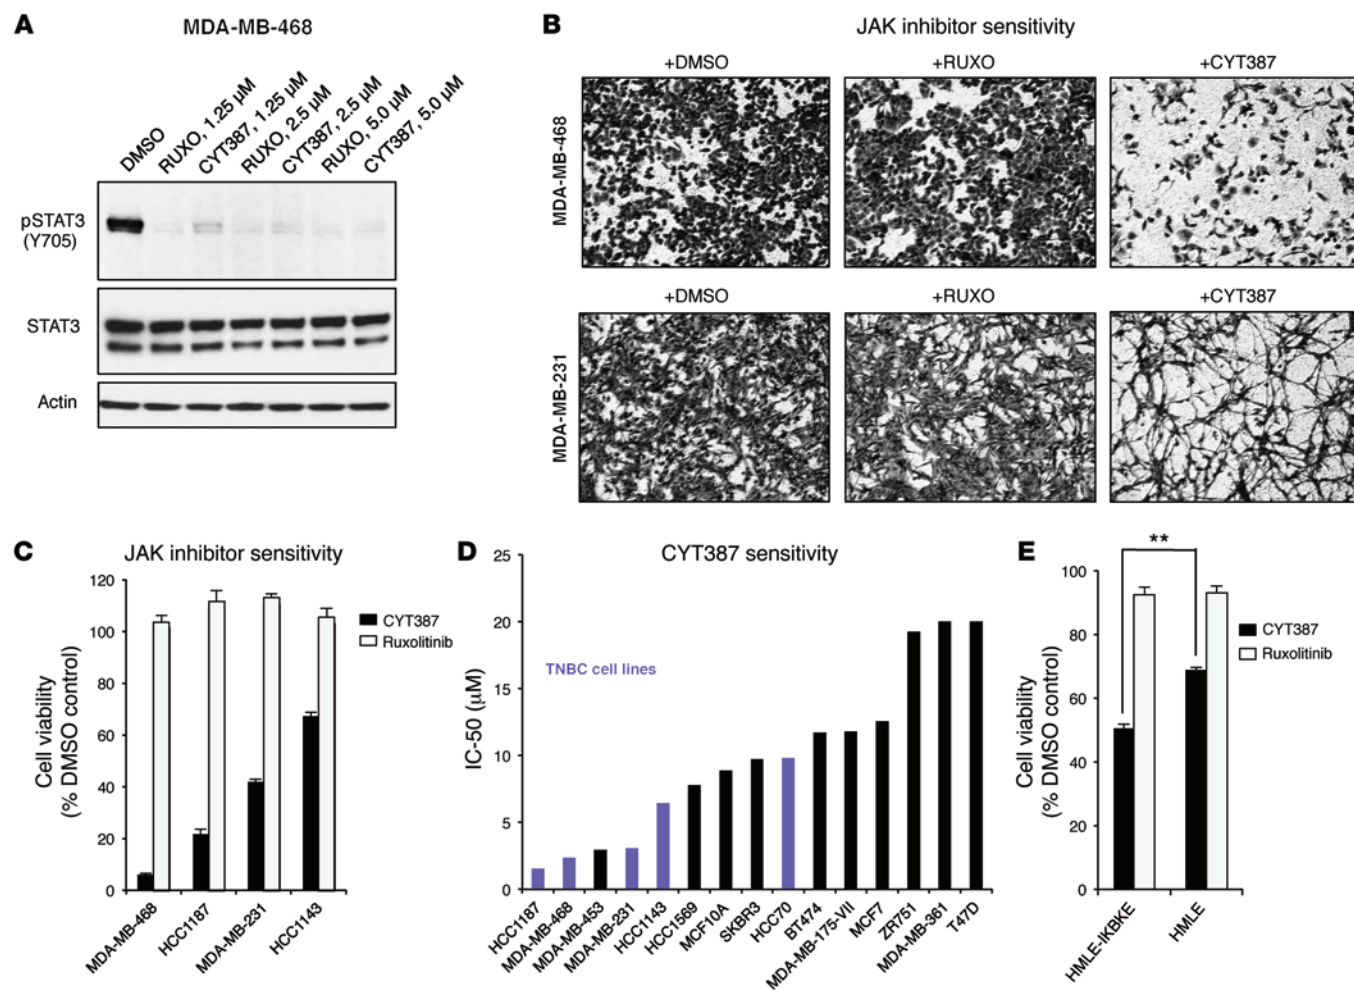 A
MDA-MB-468
DMSO
RUXO, 1.25 µM
CYT387, 1.25 µM
RUXO, 2.5 µM
CYT387, 2.5 µM
RUXO, 5.0 µM
CYT387, 5.0 µM
pSTAT3
(Y705)
STAT3
Actin
B
JAK inhibitor sensitivity
+DMSO
+RUXO
+CYT387
MDA-MB-468
+DMSO
+RUXO
+CYT387
MDA-MB-231
C
JAK inhibitor sensitivity
Cell viability
(% DMSO control)
120
100
80
60
40
20
0
CYT387
Ruxolitinib
MDA-MB-468
HCC1187
MDA-MB-231
HCC1143
D
CYT387 sensitivity
IC-50 (µM)
25
20
15
10
5
0
TNBC cell lines
HCC1187
MDA-MB-468
MDA-MB-453
MDA-MB-231
HCC1143
HCC1569
MCF10A
SKBR3
HCC70
BT474
MDA-MB-175-VII
MCF7
ZR751
MDA-MB-361
T47D
E
**
Cell viability
(% DMSO control)
100
80
60
40
20
0
CYT387
Ruxolitinib
HMLE-IKBKE
HMLE